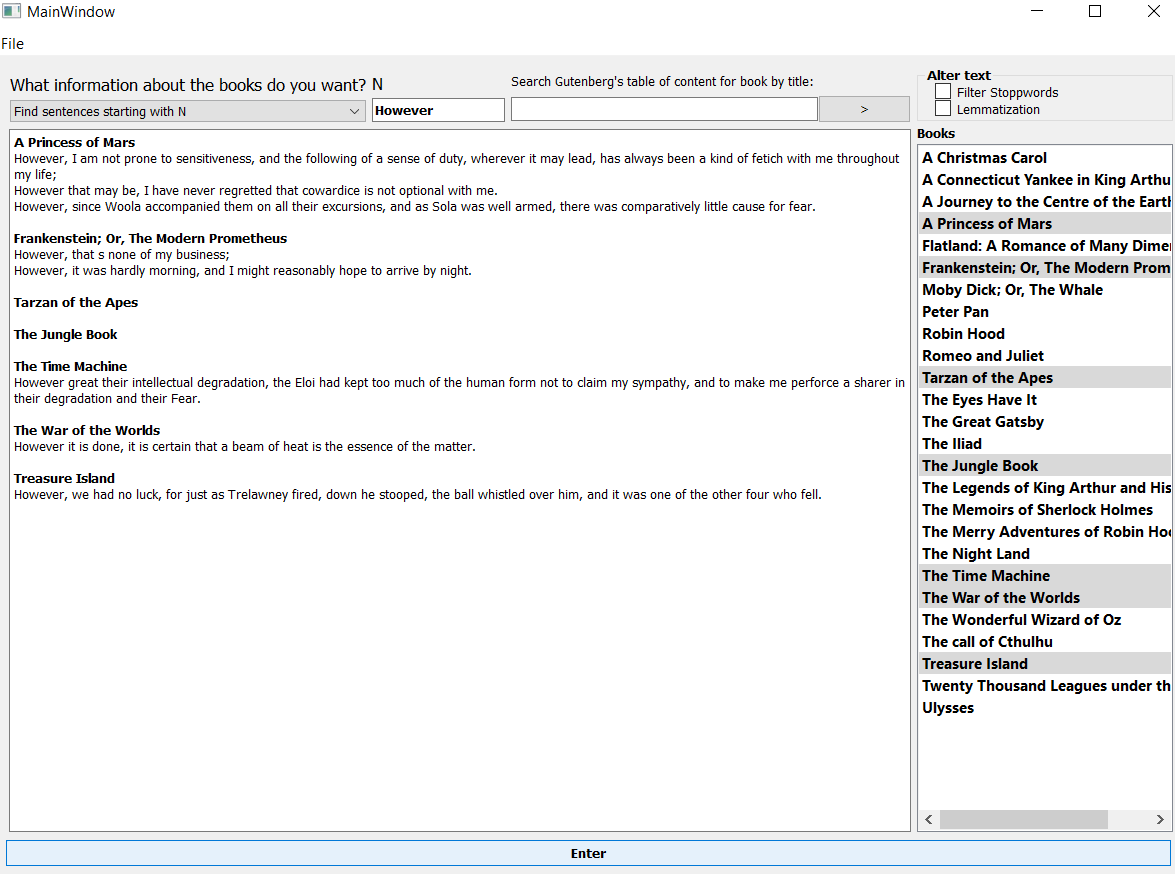 MainWindow
File
What information about the books do you want? N
Search Gutenberg's table of content for book by title:
Find sentences starting with N
However
>
Alter text
Filter Stoppwords
Lemmatization
A Princess of Mars
However, I am not prone to sensitiveness, and the following of a sense of duty, wherever it may lead, has always been a kind of fetich with me throughout
my life;
However that may be, I have never regretted that cowardice is not optional with me.
However, since Woola accompanied them on all their excursions, and as Sola was well armed, there was comparatively little cause for fear.
Frankenstein; Or, The Modern Prometheus
However, that s none of my business;
However, it was hardly morning, and I might reasonably hope to arrive by night.
Tarzan of the Apes
The Jungle Book
The Time Machine
However great their intellectual degradation, the Eloi had kept too much of the human form not to claim my sympathy, and to make me perforce a sharer in
their degradation and their Fear.
The War of the Worlds
However it is done, it is certain that a beam of heat is the essence of the matter.
Treasure Island
However, we had no luck, for just as Trelawney fired, down he stooped, the ball whistled over him, and it was one of the other four who fell.
Books
A Christmas Carol
A Connecticut Yankee in King Arthu
A Journey to the Centre of the Earth
A Princess of Mars
Flatland: A Romance of Many Dimen
Frankenstein; Or, The Modern Prom
Moby Dick; Or, The Whale
Peter Pan
Robin Hood
Romeo and Juliet
Tarzan of the Apes
The Eyes Have It
The Great Gatsby
The Iliad
The Jungle Book
The Legends of King Arthur and His
The Memoirs of Sherlock Holmes
The Merry Adventures of Robin Hoo
The Night Land
The Time Machine
The War of the Worlds
The Wonderful Wizard of Oz
The call of Cthulhu
Treasure Island
Twenty Thousand Leagues under th
Ulysses
Enter